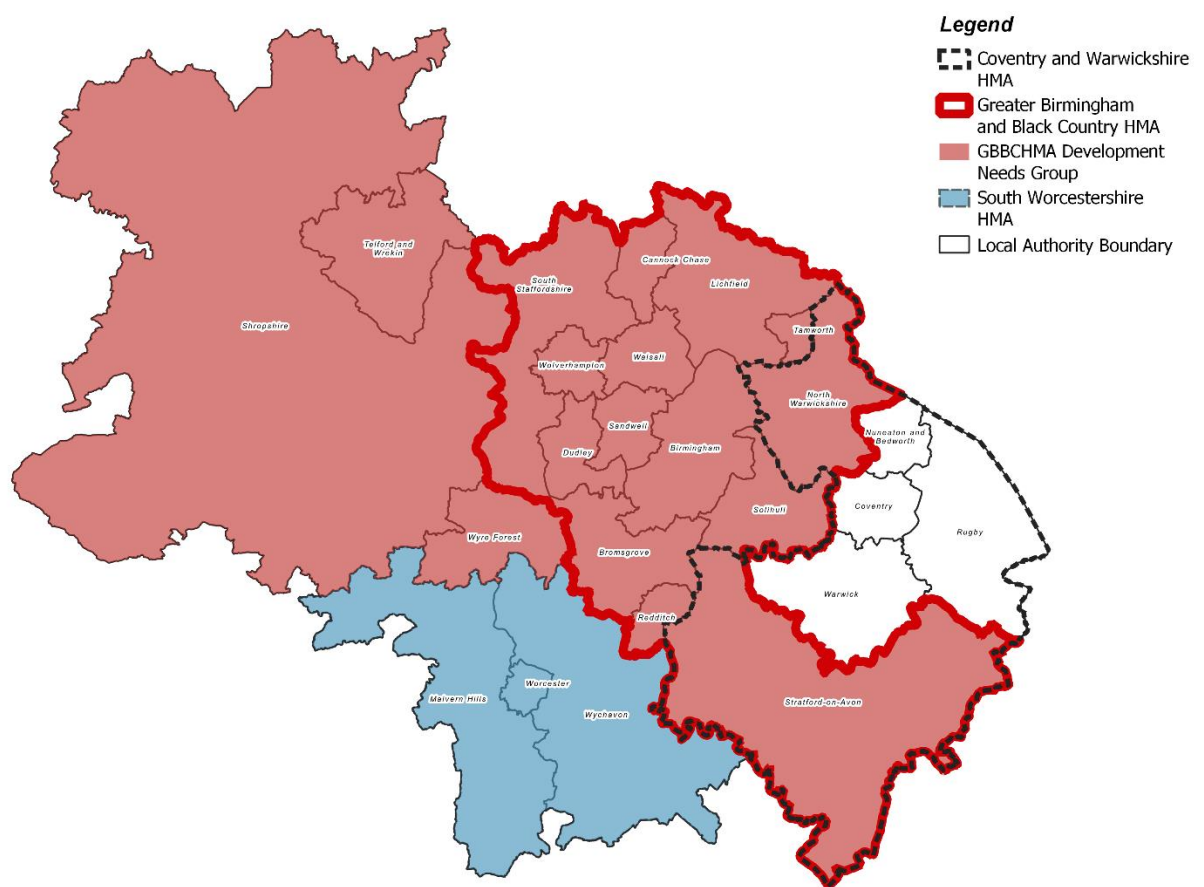 Legend
Coventry and Warwickshire
HMA
Greater Birmingham
and Black Country HMA
GBBCHMA Development
Needs Group
South Worcestershire
HMA
Local Authority Boundary
Telford and
Wrekin
Cannock Chase
South
Staffordshire
Lichfield
Shropshire
Tamworth
Walsall
Wolverhampton
North
Warwickshire
Sandwell
Nuneaton and
Bedworth
Birmingham
Dudley
Solihull
Coventry
Rugby
Wyre Forest
Bromsgrove
Warwick
Redditch
Worcester
Malvern Hills
Stratford-on-Avon
Wychavon